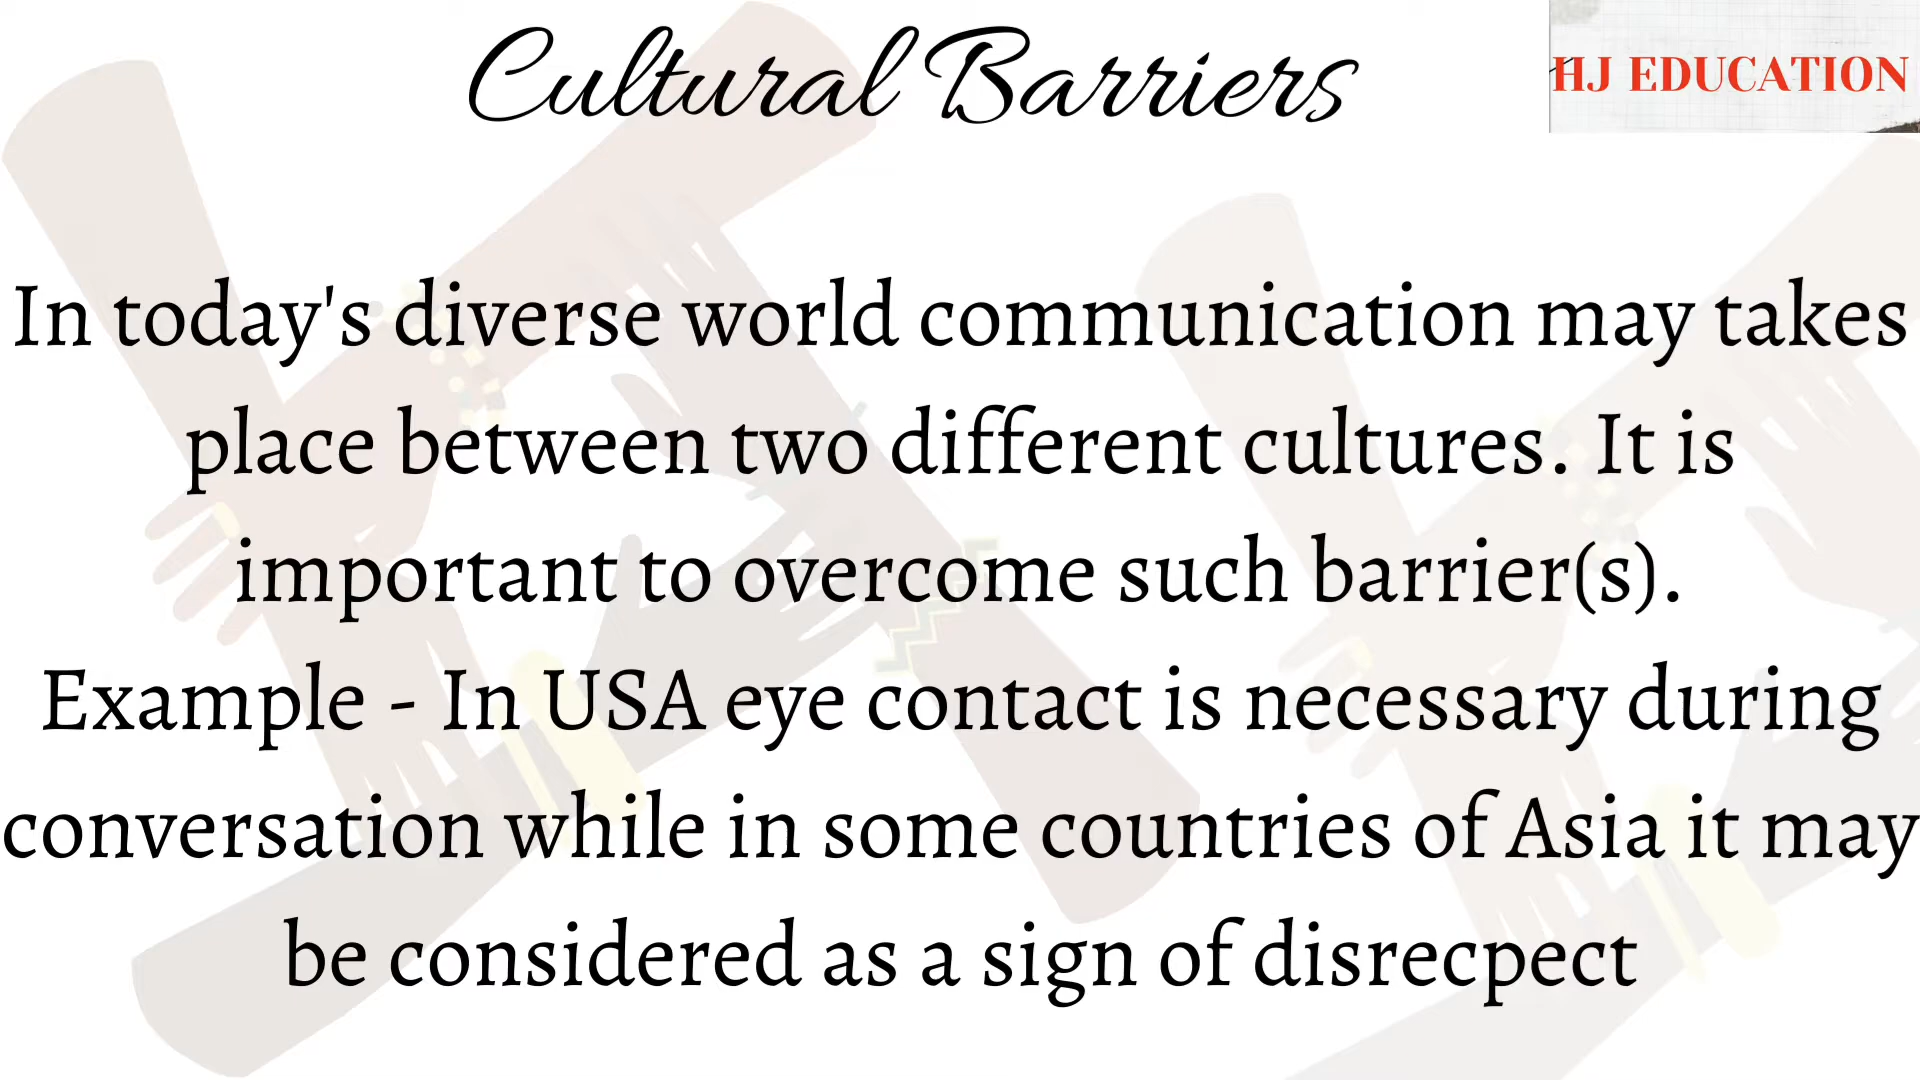 Cultural Barriers
HJ EDUCATION
In today's diverse world communication may takes
place between two different cultures. It is
important to overcome such barrier(s).
Example - In USA eye contact is necessary during
conversation while in some countries of Asia it may
be considered as a sign of disrecpect